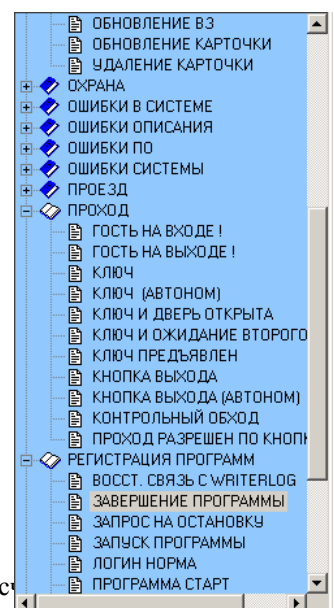 ОБНОВЛЕНИЕ ВЗ
ОБНОВЛЕНИЕ КАРТОЧКИ
УДАЛЕНИЕ КАРТОЧКИ
ОХРАНА
ОШИБКИ В СИСТЕМЕ
ОШИБКИ ОПИСАНИЯ
ОШИБКИ ПО
ОШИБКИ СИСТЕМЫ
ПРОЕЗД
ПРОХОД
ГОСТЬ НА ВХОДЕ !
ГОСТЬ НА ВЫХОДЕ !
КЛЮЧ
КЛЮЧ (АВТОНОМ)
КЛЮЧ И ДВЕРЬ ОТКРЫТА
КЛЮЧ И ОЖИДАНИЕ ВТОРОГО
КЛЮЧ ПРЕДЪЯВЛЕН
КНОПКА ВЫХОДА
КНОПКА ВЫХОДА (АВТОНОМ)
КОНТРОЛЬНЫЙ ОБХОД
ПРОХОД РАЗРЕШЕН ПО КНОПК
РЕГИСТРАЦИЯ ПРОГРАММ
ВОССТ. СВЯЗЬ С WRITERLOG
ЗАВЕРШЕНИЕ ПРОГРАММЫ
ЗАПРОС НА ОСТАНОВКУ
ЗАПУСК ПРОГРАММЫ
ЛОГИН НОРМА
ПРОГРАММА СТАРТ